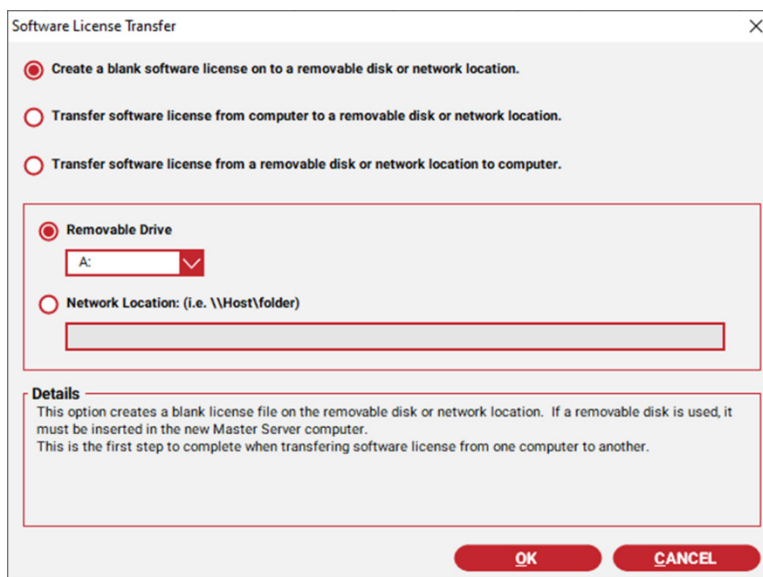 Software License Transfer
Create a blank software license on to a removable disk or network location.
Transfer software license from computer to a removable disk or network location.
Transfer software license from a removable disk or network location to computer.
Removable Drive
A:
Network Location: (i.e. \\Host\folder)
Details
This option creates a blank license file on the removable disk or network location. If a removable disk is used, it
must be inserted in the new Master Server computer.
This is the first step to complete when transfering software license from one computer to another.
OK
CANCEL